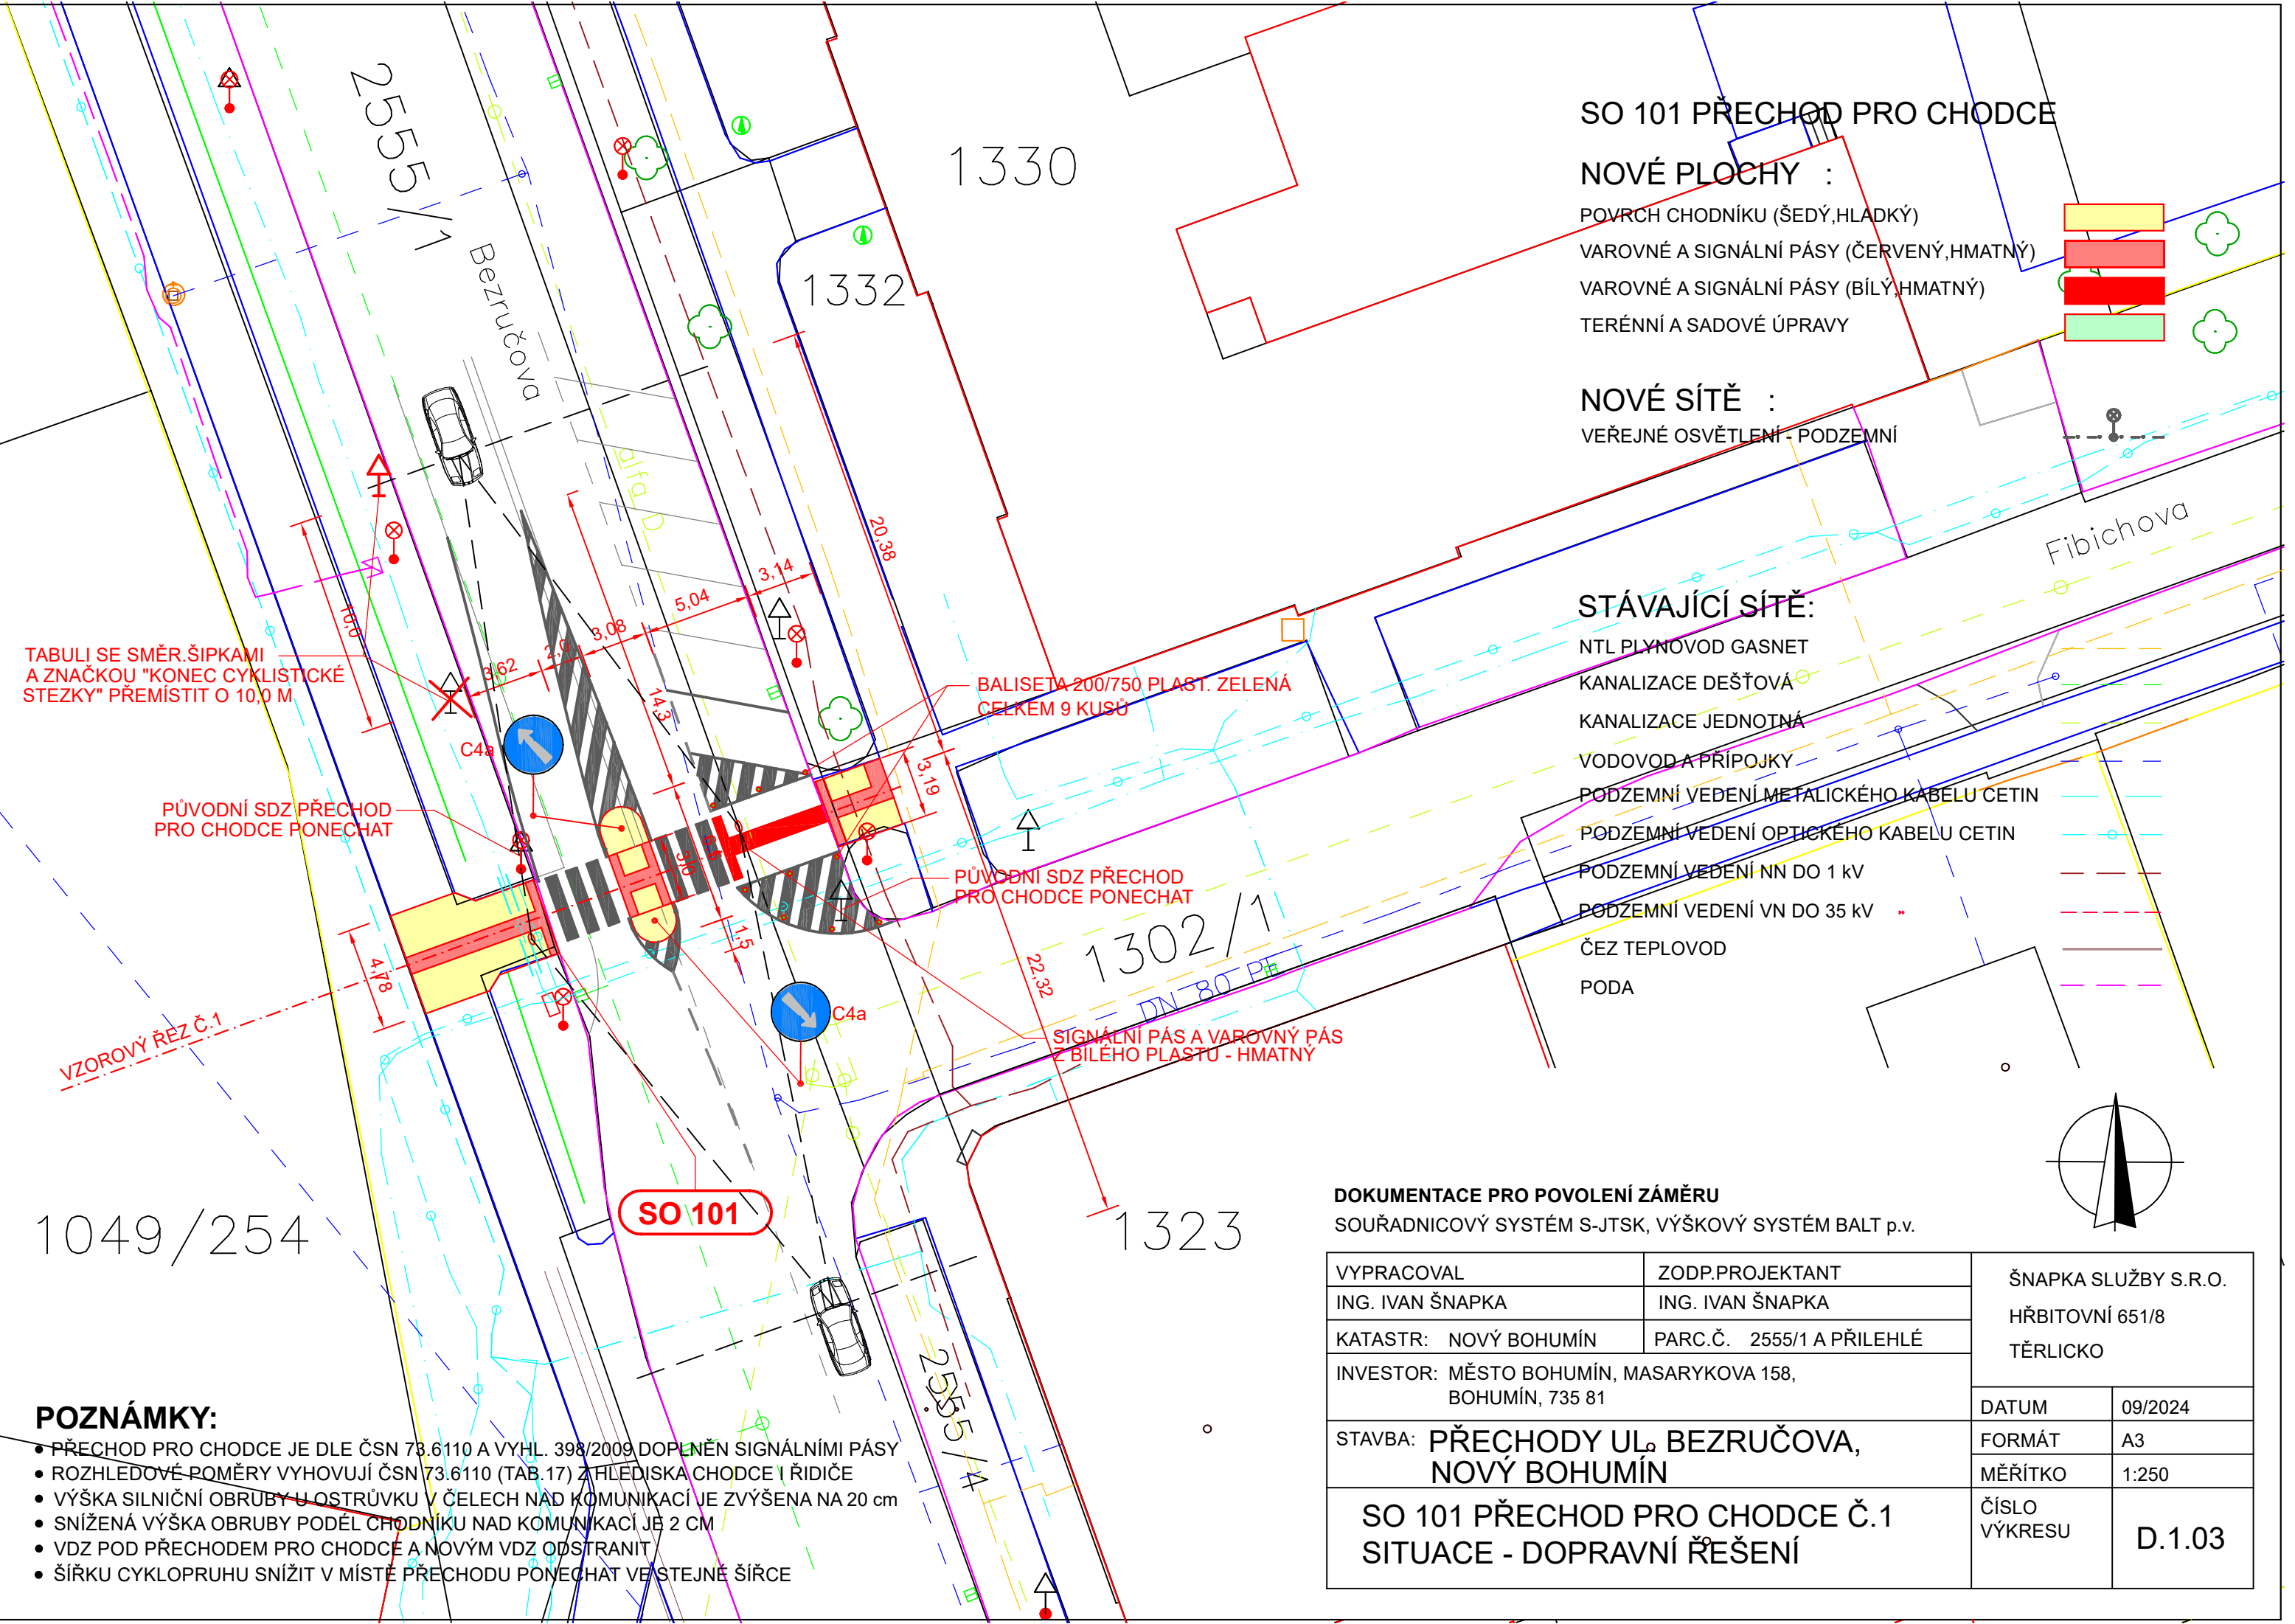 2555/1
Bezručova
1330
1332
SO 101 PŘECHOD PRO CHODCE
NOVÉ PLOCHY :
POVRCH CHODNÍKU (ŠEDÝ,HLADKÝ)
VAROVNÉ A SIGNÁLNÍ PÁSY (ČERVENÝ,HMATNÝ)
VAROVNÉ A SIGNÁLNÍ PÁSY (BÍLÝ,HMATNÝ)
TERÉNNÍ A SADOVÉ ÚPRAVY
NOVÉ SÍTĚ :
VEŘEJNÉ OSVĚTLENÍ - PODZEMNÍ
Fibichova
STÁVAJÍCÍ SÍTĚ:
NTL PLYNOVOD GASNET
KANALIZACE DEŠŤOVÁ
KANALIZACE JEDNOTNÁ
VODOVOD A PŘÍPOJKY
PODZEMNÍ VEDENÍ METALICKÉHO KABELU CETIN
PODZEMNÍ VEDENÍ OPTICKÉHO KABELU CETIN
PODZEMNÍ VEDENÍ NN DO 1 kV
PODZEMNÍ VEDENÍ VN DO 35 kV
ČEZ TEPLOVOD
PODA
20,38
3,14
5,04
3,08
2,0
3,62
10,0
14,3
TABULI SE SMĚR.ŠIPKAMI
A ZNAČKOU "KONEC CYKLISTICKÉ
STEZKY" PŘEMÍSTIT O 10,0 M
BALISETA 200/750 PLAST. ZELENÁ
CELKEM 9 KUSŮ
C4a
3,19
PŮVODNÍ SDZ PŘECHOD
PRO CHODCE PONECHAT
3,0
PŮVODNÍ SDZ PŘECHOD
PRO CHODCE PONECHAT
1,5
4,78
22,32
1302/1
DN 80 PE
C4a
VZOROVÝ ŘEZ Č.1
SIGNÁLNÍ PÁS A VAROVNÝ PÁS
Z BILÉHO PLASTU - HMATNÝ
SO 101
1049/254
1323
2555/4
POZNÁMKY:
• PŘECHOD PRO CHODCE JE DLE ČSN 73.6110 A VYHL. 398/2009 DOPLNĚN SIGNÁLNÍMI PÁSY
• ROZHLEDOVÉ POMĚRY VYHOVUJÍ ČSN 73.6110 (TAB.17) Z HLEDISKA CHODCE I ŘIDIČE
• VÝŠKA SILNIČNÍ OBRUBY U OSTRŮVKU V ČELECH NAD KOMUNIKACÍ JE ZVÝŠENA NA 20 cm
• SNÍŽENÁ VÝŠKA OBRUBY PODÉL CHODNÍKU NAD KOMUNIKACÍ JE 2 CM
• VDZ POD PŘECHODEM PRO CHODCE A NOVÝM VDZ ODSTRANIT
• ŠÍŘKU CYKLOPRUHU SNÍŽIT V MÍSTĚ PŘECHODU PONECHAT VE STEJNÉ ŠÍŘCE
DOKUMENTACE PRO POVOLENÍ ZÁMĚRU
SOUŘADNICOVÝ SYSTÉM S-JTSK, VÝŠKOVÝ SYSTÉM BALT p.v.
VYPRACOVAL ZODP.PROJEKTANT
ING. IVAN ŠNAPKA ING. IVAN ŠNAPKA
KATASTR: NOVÝ BOHUMÍN PARC.Č. 2555/1 A PŘILEHLÉ
INVESTOR: MĚSTO BOHUMÍN, MASARYKOVA 158,
BOHUMÍN, 735 81
STAVBA: PŘECHODY UL. BEZRUČOVA,
NOVÝ BOHUMÍN
SO 101 PŘECHOD PRO CHODCE Č.1
SITUACE - DOPRAVNÍ ŘEŠENÍ
ŠNAPKA SLUŽBY S.R.O.
HŘBITOVNÍ 651/8
TĚRLICKO
DATUM 09/2024
FORMÁT A3
MĚŘÍTKO 1:250
ČÍSLO
VÝKRESU
D.1.03